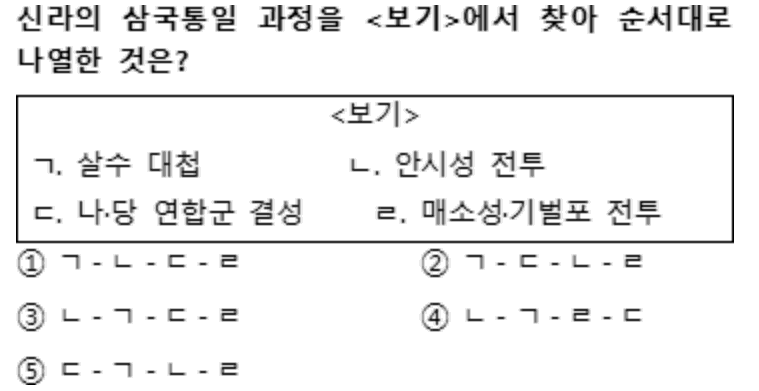 신라의 삼국통일 과정을 <보기>에서 찾아 순서대로
나열한 것은?
<보기>
ㄱ. 살수 대첩 ㄴ. 안시성 전투
ㄷ. 나·당 연합군 결성 ㄹ. 매소성·기벌포 전투
① ㄱ - ㄴ - ㄷ - ㄹ ② ㄱ - ㄷ - ㄴ - ㄹ
③ ㄴ - ㄱ - ㄷ - ㄹ ④ ㄴ - ㄱ - ㄹ - ㄷ
⑤ ㄷ - ㄱ - ㄴ - ㄹ